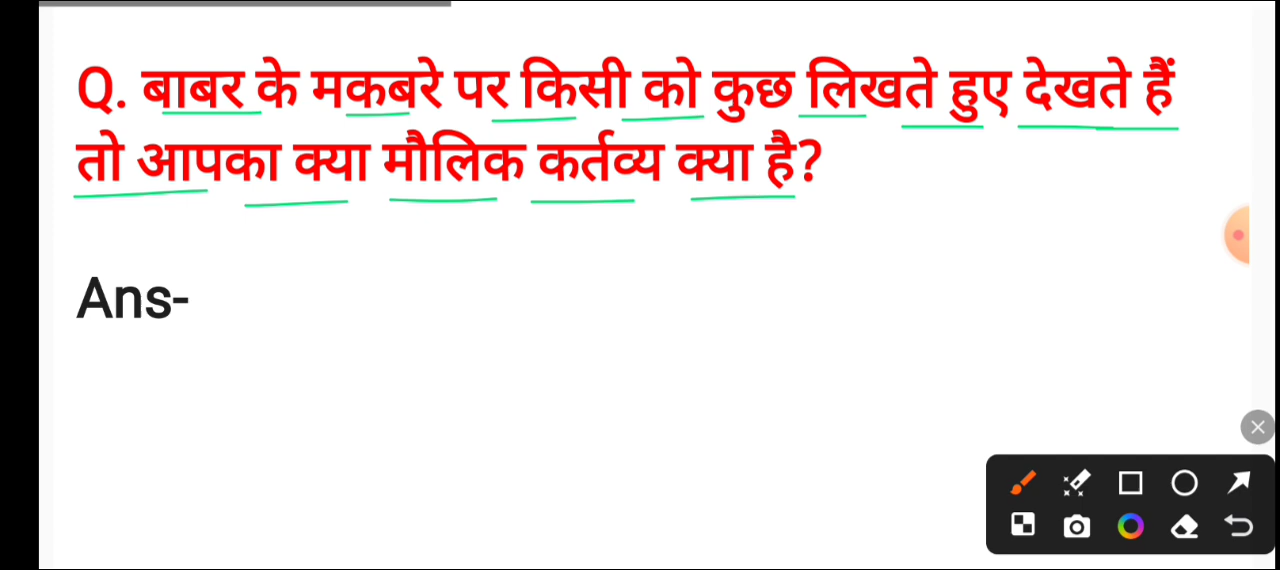 Q. बाबर के मकबरे पर किसी को कुछ लिखते हुए देखते हैं
तो आपका क्या मौलिक कर्तव्य क्या है?
Ans-